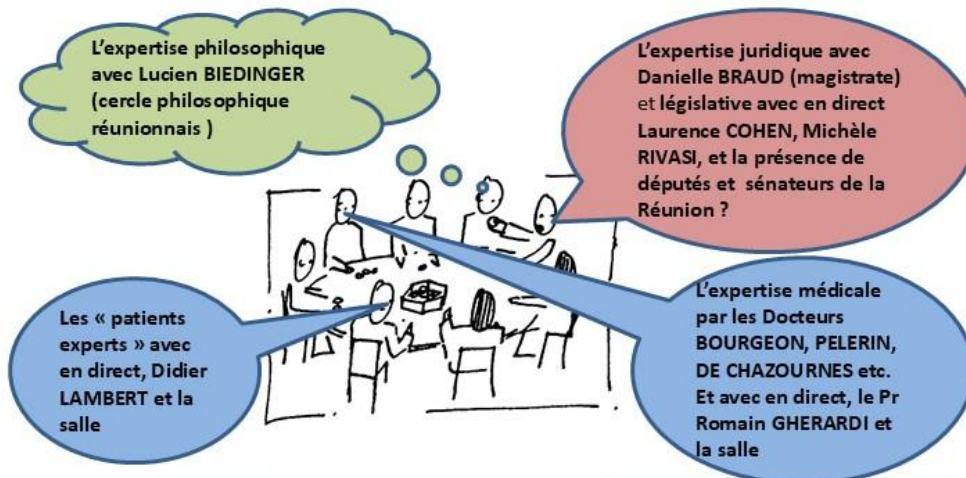 L'expertise philosophique
avec Lucien BIEDINGER
(cercle philosophique
réunionnais )
L'expertise juridique avec
Danielle BRAUD (magistrate)
et législative avec en direct
Laurence COHEN, Michèle
RIVASI, et la présence de
députés et sénateurs de la
Réunion ?
Les « patients
experts » avec
en direct, Didier
LAMBERT et la
salle
L'expertise médicale
par les Docteurs
BOURGEON, PELERIN,
DE CHAZOURNES etc.
Et avec en direct, le Pr
Romain GHERARDI et
la salle